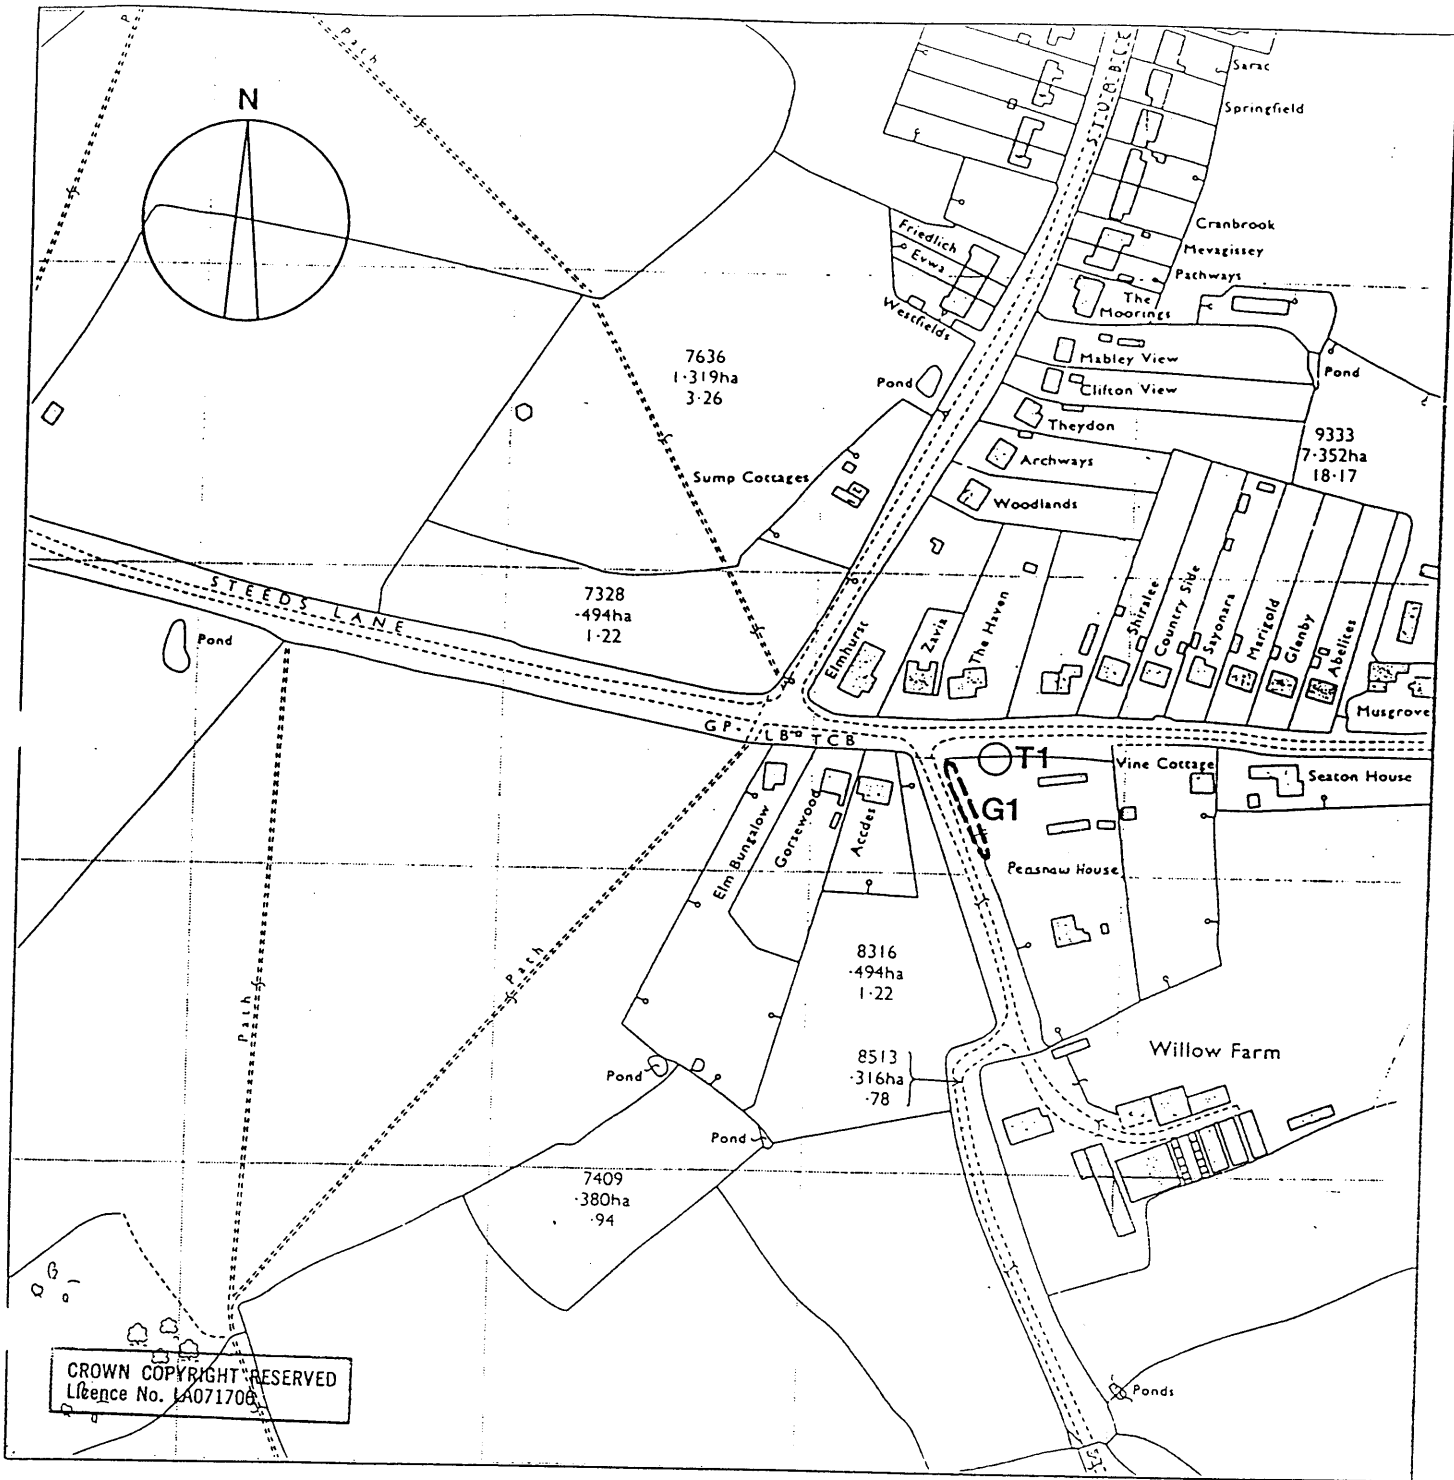 P
Path
N
STUBB
Sarac
Springfield
Cranbrook
Mevagissey
Pathways
The
Moorings
Friedlich
Evwa
Westfields
7636
1·319ha
3·26
Pond
Mabley View
Clifton View
Theydon
Archways
Woodlands
Pond
9333
7·352ha
18·17
Sump Cottages
STEEDS LANE
Pond
7328
·494ha
1·22
Elmhurst
Zavia
The Haven
Shiralee
Country Side
Sayonara
Marigold
Glenby
Abelites
Musgrove
GP
LB
TCB
T1
G1
Vine Cottage
Seaton House
Elm Bungalow
Gorsewood
Accdes
Pensnaw House
Path
Path
8316
·494ha
1·22
8513
·316ha
·78
Willow Farm
Pond
Pond
7409
·380ha
·94
Ponds
CROWN COPYRIGHT RESERVED
Licence No. LA071706